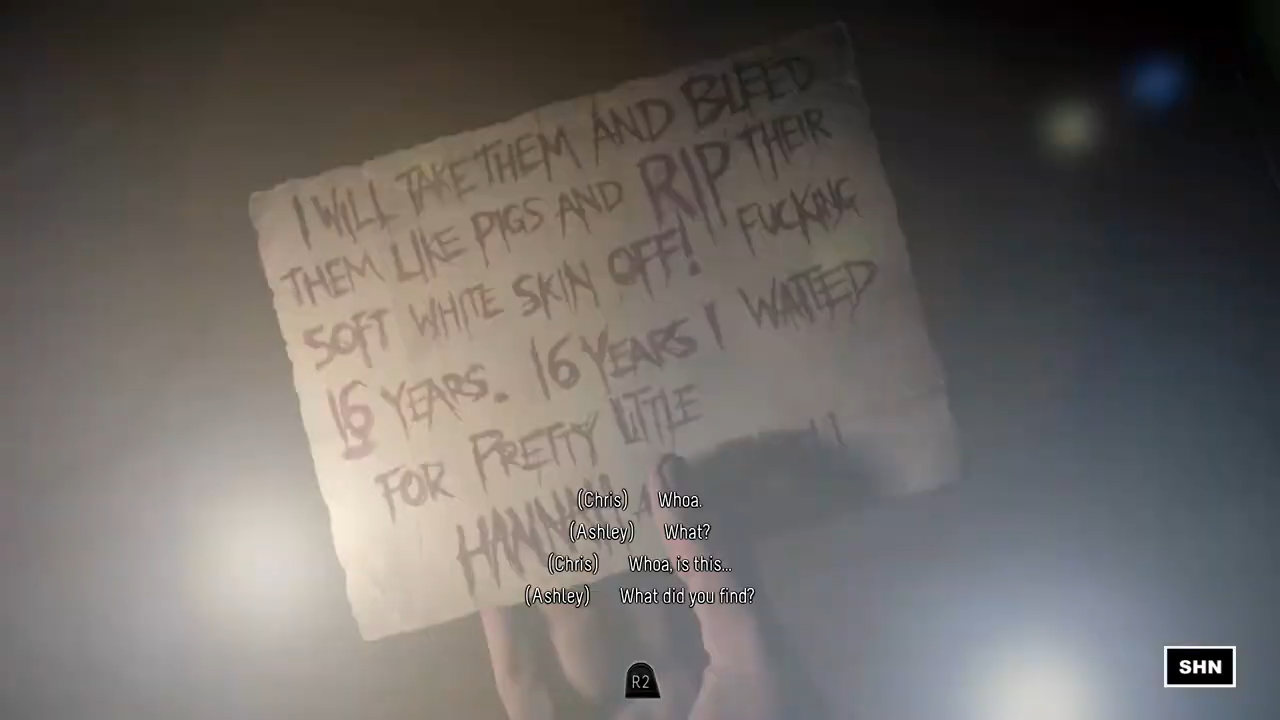 I WILL TAKE THEM AND BLEED
THEM LIKE PIGS AND RIP THEIR
SOFT WHITE SKIN OFF! FUCKING
16 YEARS. 16 YEARS I WAITED
FOR PRETTY LITTLE
HANNAH
(Chris) Whoa.
(Ashley) What?
(Chris) Whoa, is this...
(Ashley) What did you find?
R2
SHN